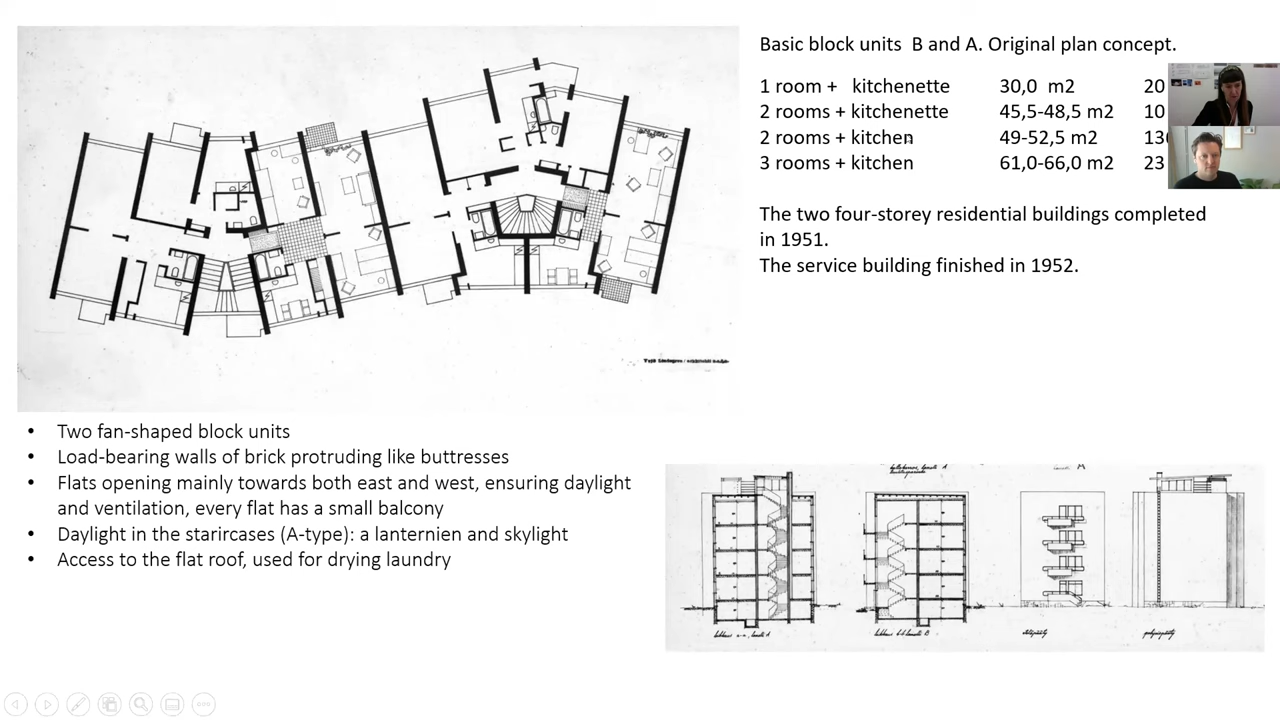 Basic block units B and A. Original plan concept.
1 room + kitchenette 30,0 m2 20
2 rooms + kitchenette 45,5-48,5 m2 10
2 rooms + kitchen 49-52,5 m2 13
3 rooms + kitchen 61,0-66,0 m2 23
The two four-storey residential buildings completed
in 1951.
The service building finished in 1952.
• Two fan-shaped block units
• Load-bearing walls of brick protruding like buttresses
• Flats opening mainly towards both east and west, ensuring daylight
and ventilation, every flat has a small balcony
• Daylight in the starircases (A-type): a lanternien and skylight
• Access to the flat roof, used for drying laundry